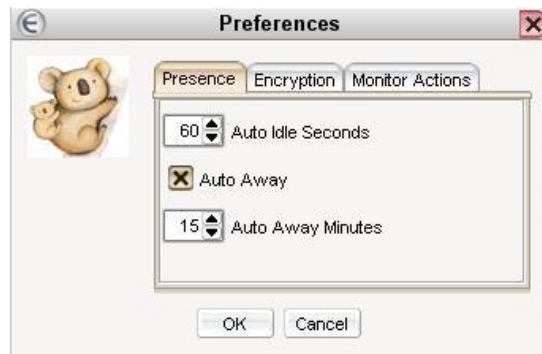 Preferences
Presence Encryption Monitor Actions
60 Auto Idle Seconds
Auto Away
15 Auto Away Minutes
OK Cancel